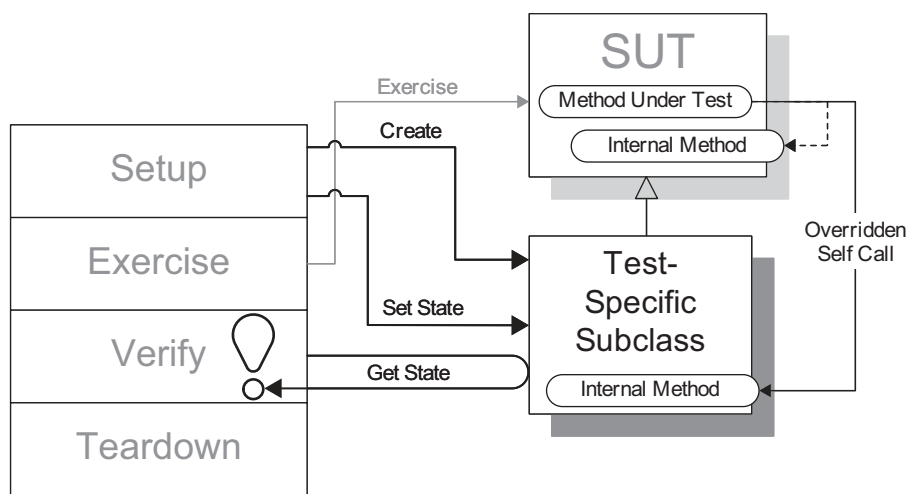 SUT
Exercise
Method Under Test
Create
Internal Method
Setup
Overridden
Self Call
Exercise
Test-
Specific
Subclass
Set State
Verify
Get State
Internal Method
Teardown